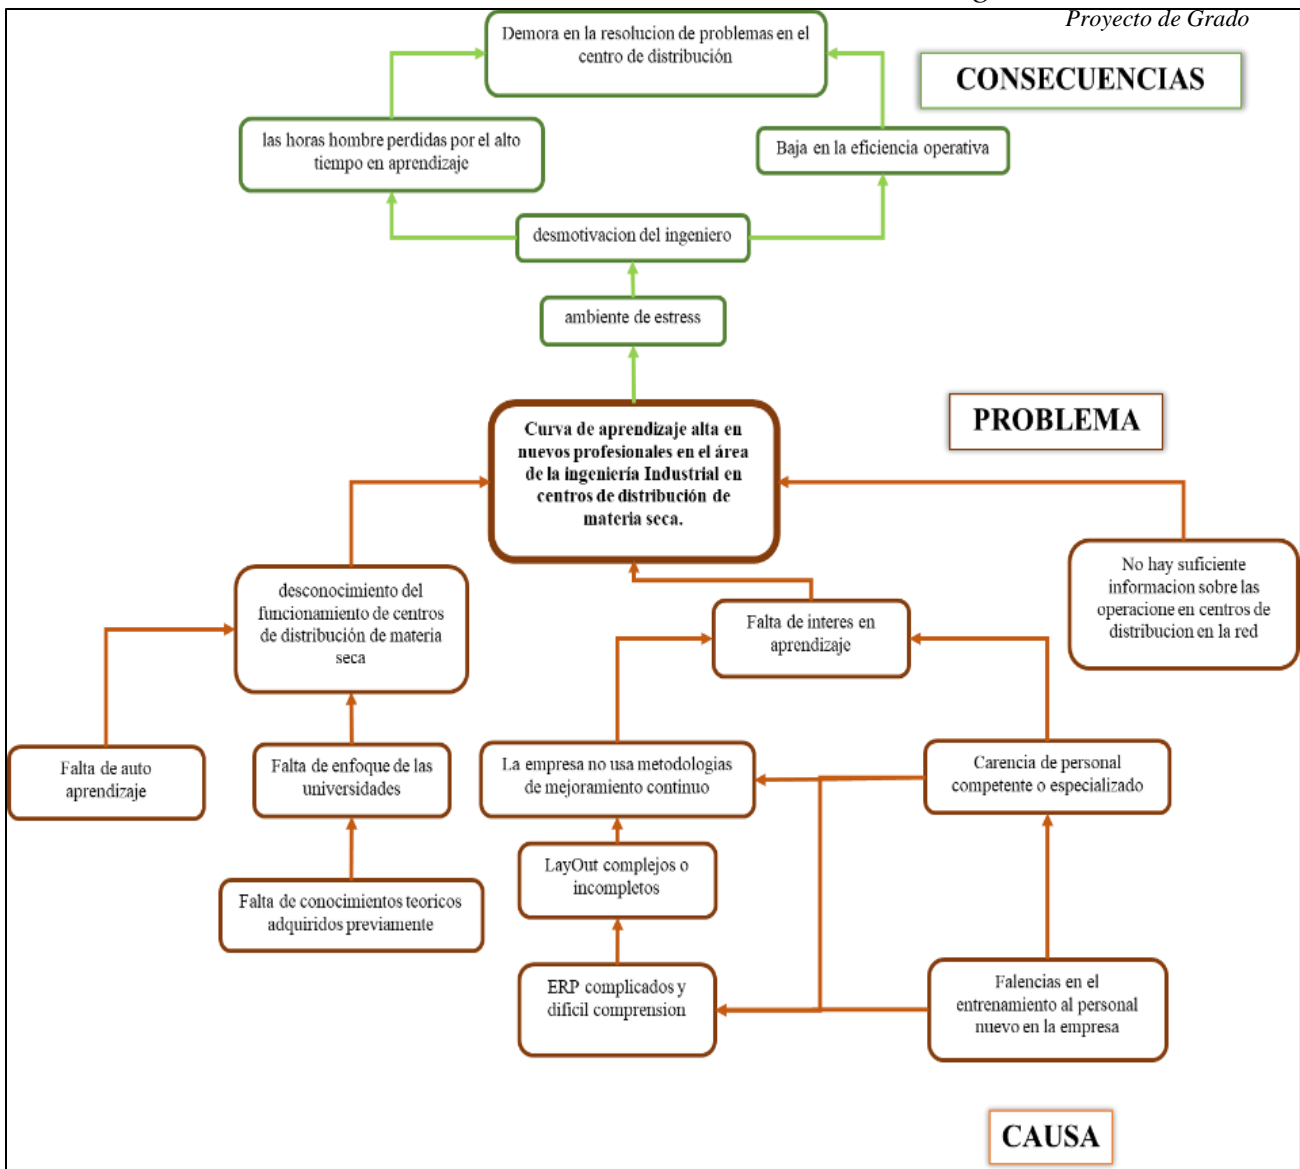 Proyecto de Grado
Demora en la resolucion de problemas en el
centro de distribución
CONSECUENCIAS
las horas hombre perdidas por el alto
tiempo en aprendizaje
Baja en la eficiencia operativa
desmotivacion del ingeniero
ambiente de estress
PROBLEMA
Curva de aprendizaje alta en
nuevos profesionales en el área
de la ingeniería Industrial en
centros de distribución de
materia seca.
desconocimiento del
funcionamiento de centros
de distribución de materia
seca
Falta de interes en
aprendizaje
No hay suficiente
informacion sobre las
operacione en centros de
distribucion en la red
Falta de auto
aprendizaje
Falta de enfoque de las
universidades
La empresa no usa metodologias
de mejoramiento continuo
Carencia de personal
competente o especializado
LayOut complejos o
incompletos
Falta de conocimientos teoricos
adquiridos previamente
ERP complicados y
dificil comprension
Falencias en el
entrenamiento al personal
nuevo en la empresa
CAUSA